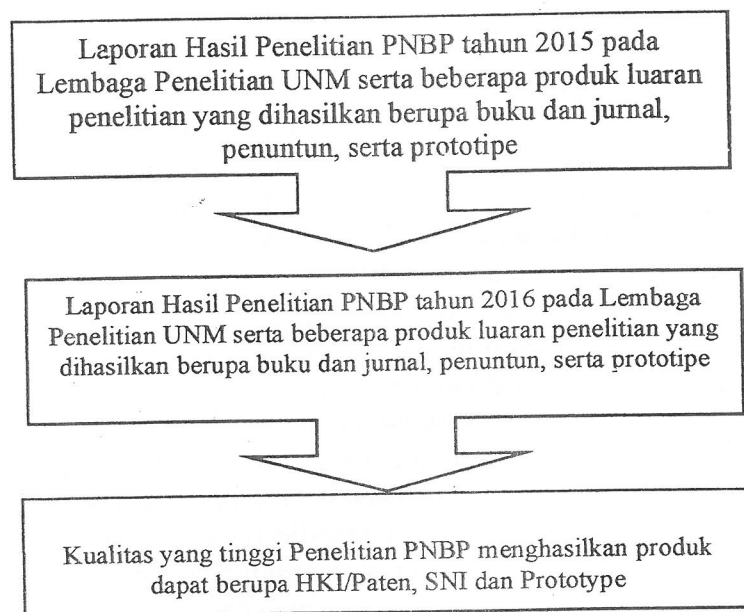 Laporan Hasil Penelitian PNBP tahun 2015 pada
Lembaga Penelitian UNM serta beberapa produk luaran
penelitian yang dihasilkan berupa buku dan jurnal,
penuntun, serta prototipe
Laporan Hasil Penelitian PNBP tahun 2016 pada Lembaga
Penelitian UNM serta beberapa produk luaran penelitian yang
dihasilkan berupa buku dan jurnal, penuntun, serta prototipe
Kualitas yang tinggi Penelitian PNBP menghasilkan produk
dapat berupa HKI/Paten, SNI dan Prototype